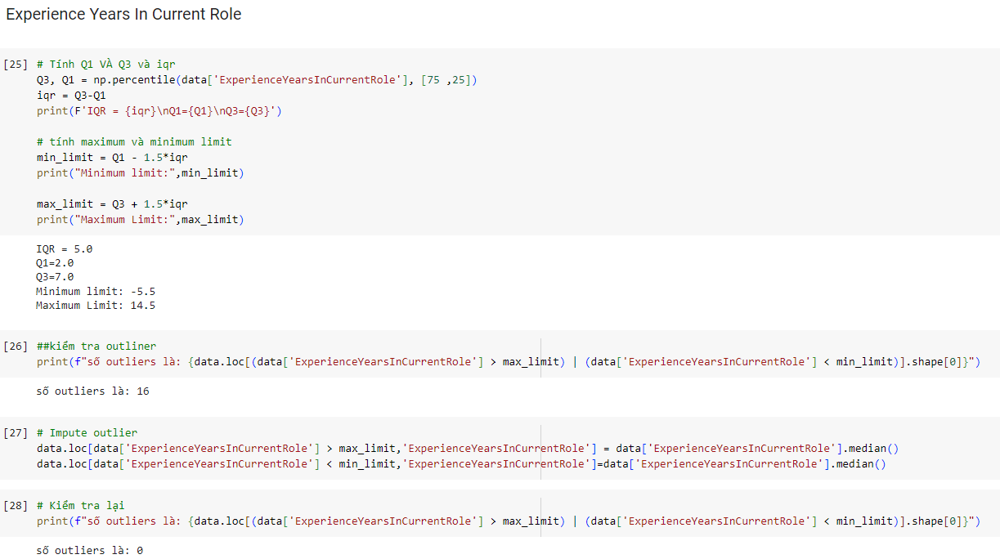 Experience Years In Current Role
[25] # Tính Q1 VÀ Q3 và iqr
Q3, Q1 = np.percentile(data['ExperienceYearsInCurrentRole'], [75 ,25])
iqr = Q3-Q1
print(F'IQR = {iqr}\nQ1={Q1}\nQ3={Q3}')
# tính maximum và minimum limit
min_limit = Q1 - 1.5*iqr
print("Minimum limit:",min_limit)
max_limit = Q3 + 1.5*iqr
print("Maximum Limit:",max_limit)
IQR = 5.0
Q1=2.0
Q3=7.0
Minimum limit: -5.5
Maximum Limit: 14.5
[26] ##kiểm tra outliner
print(f"số outliers là: {data.loc[(data['ExperienceYearsInCurrentRole'] > max_limit) | (data['ExperienceYearsInCurrentRole'] < min_limit)].shape[0]}")
số outliers là: 16
[27] # Impute outlier
data.loc[data['ExperienceYearsInCurrentRole'] > max_limit,'ExperienceYearsInCurrentRole'] = data['ExperienceYearsInCurrentRole'].median()
data.loc[data['ExperienceYearsInCurrentRole'] < min_limit,'ExperienceYearsInCurrentRole']=data['ExperienceYearsInCurrentRole'].median()
[28] # Kiểm tra lại
print(f"số outliers là: {data.loc[(data['ExperienceYearsInCurrentRole'] > max_limit) | (data['ExperienceYearsInCurrentRole'] < min_limit)].shape[0]}")
số outliers là: 0